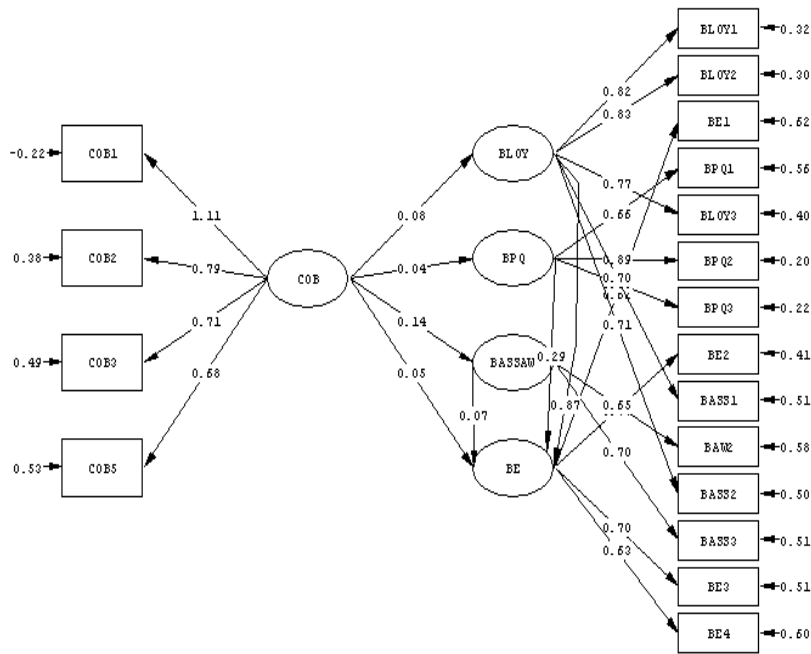 -0.22
COB1
0.38
COB2
0.49
COB3
0.53
COB5
1.11
0.79
0.71
0.68
COB
0.08
0.04
0.14
0.05
BLOY
BPQ
BASSAW
BE
0.07
0.29
0.87
0.82
0.83
0.77
0.66
0.89
0.70
0.71
0.65
0.70
0.70
0.63
BLOY1
0.32
BLOY2
0.30
BE1
0.62
BPQ1
0.56
BLOY3
0.40
BPQ2
0.20
BPQ3
0.22
BE2
0.41
BASS1
0.51
BAW2
0.58
BASS2
0.50
BASS3
0.51
BE3
0.51
BE4
0.60